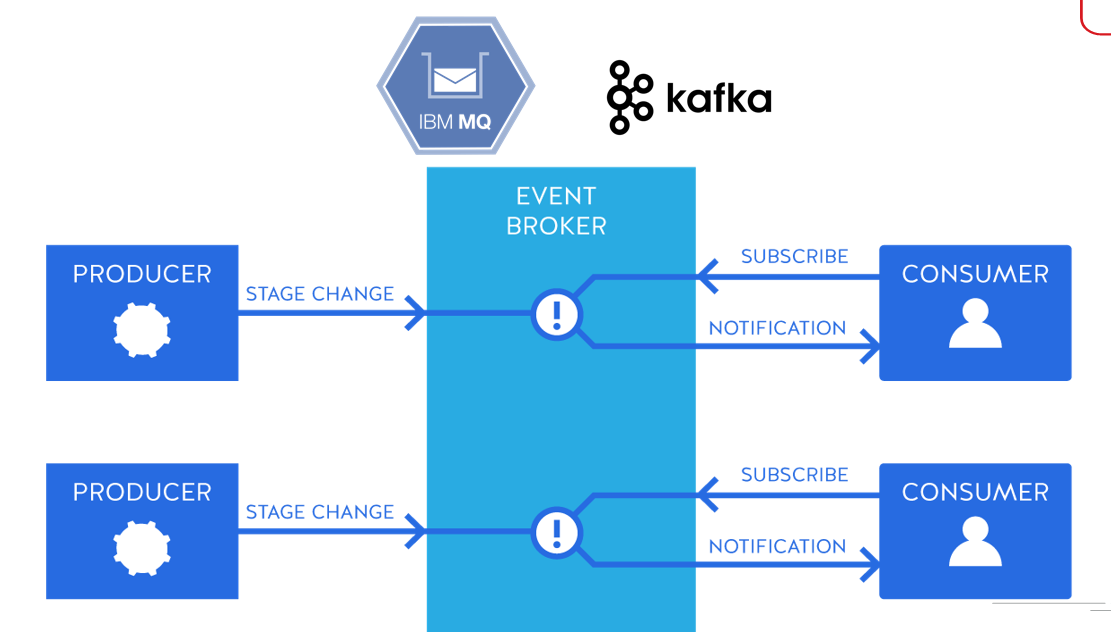 IBM MQ
kafka
EVENT
BROKER
PRODUCER
STAGE CHANGE
SUBSCRIBE
NOTIFICATION
CONSUMER
PRODUCER
STAGE CHANGE
SUBSCRIBE
NOTIFICATION
CONSUMER